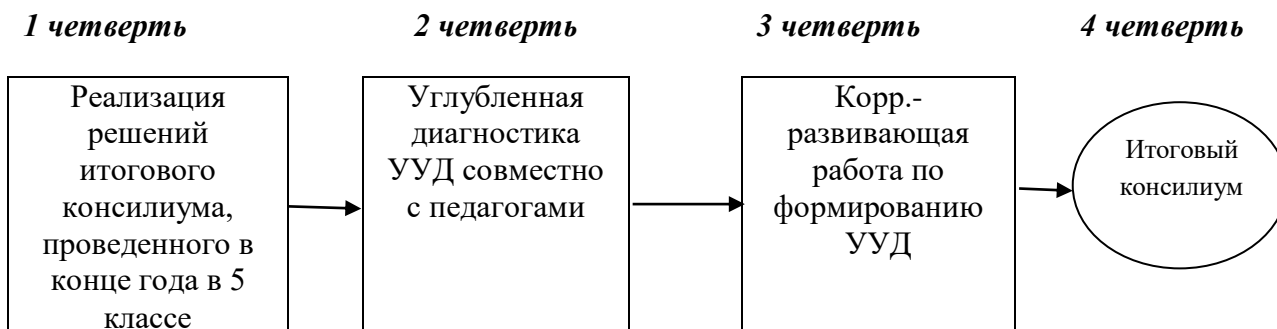 1 четверть 2 четверть 3 четверть 4 четверть
Реализация
решений
итогового
консилиума,
проведенного в
конце года в 5
классе
Углубленная
диагностика
УУД совместно
с педагогами
Корр.-
развивающая
работа по
формированию
УУД
Итоговый
консилиум